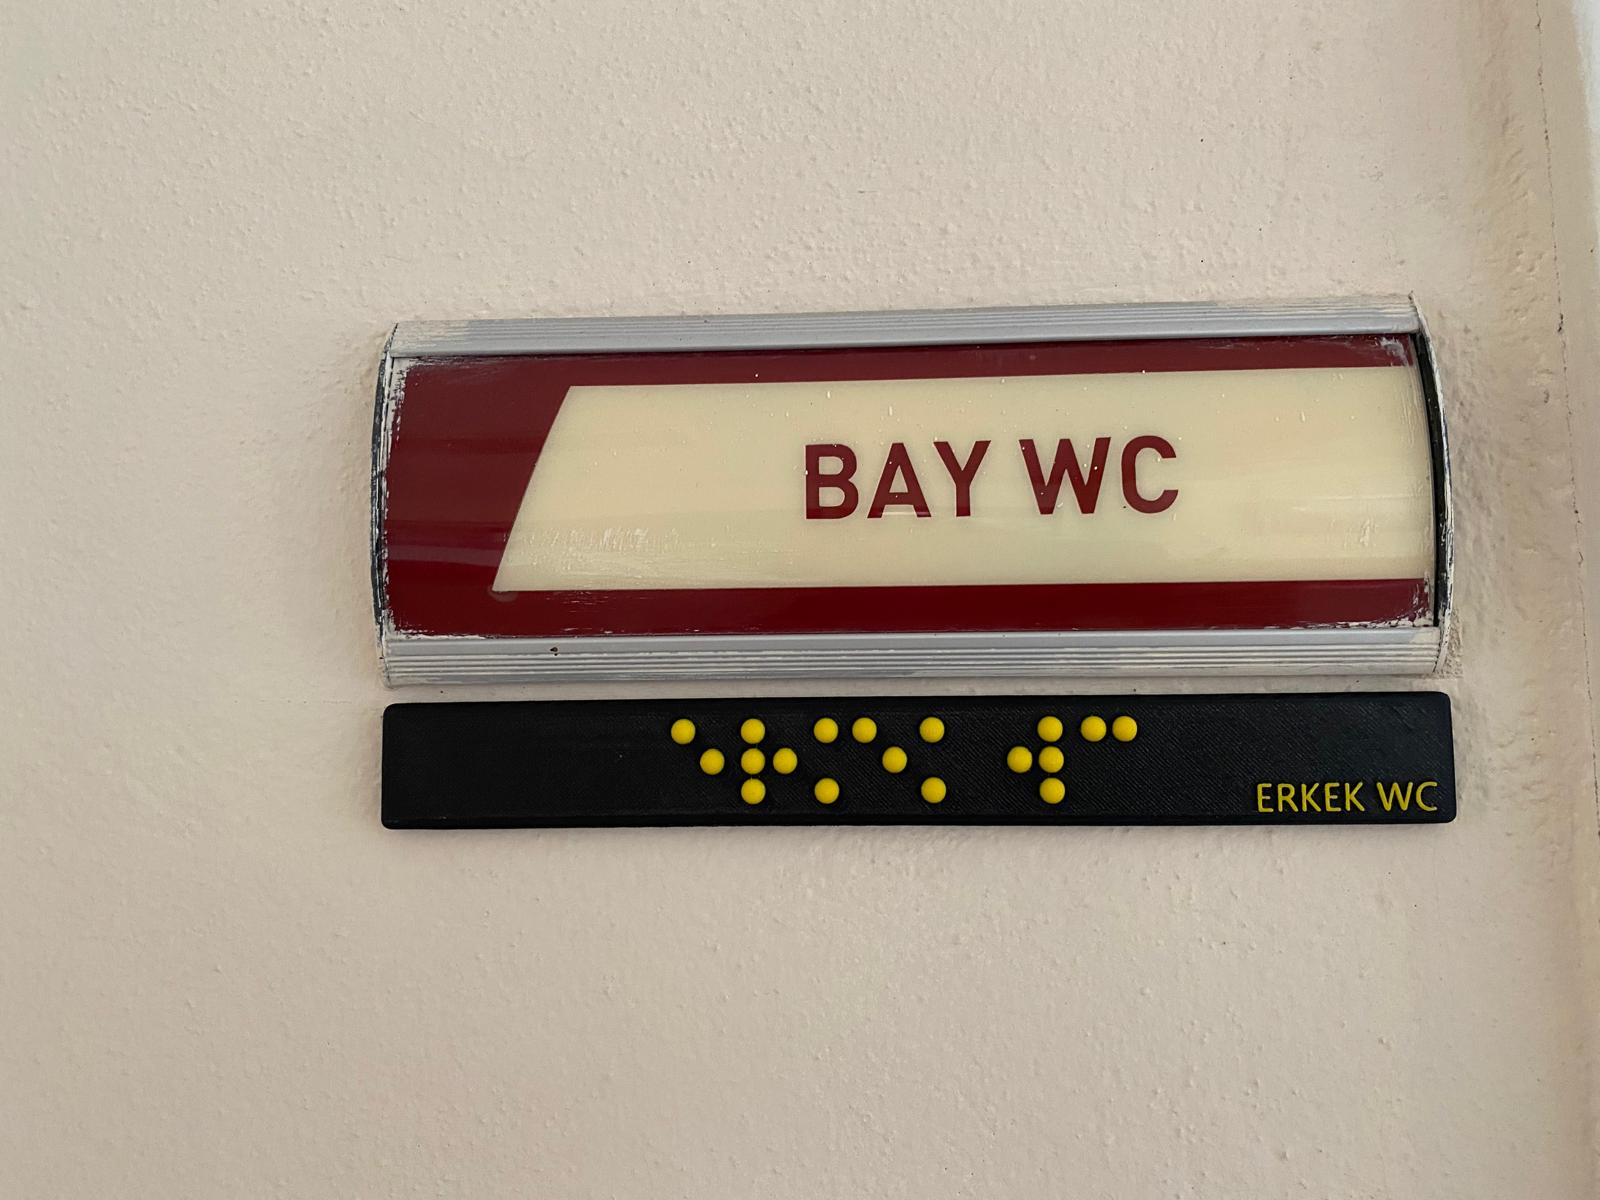 BAY WC
⠑⠗⠅⠑⠅ ⠺⠉
ERKEK WC